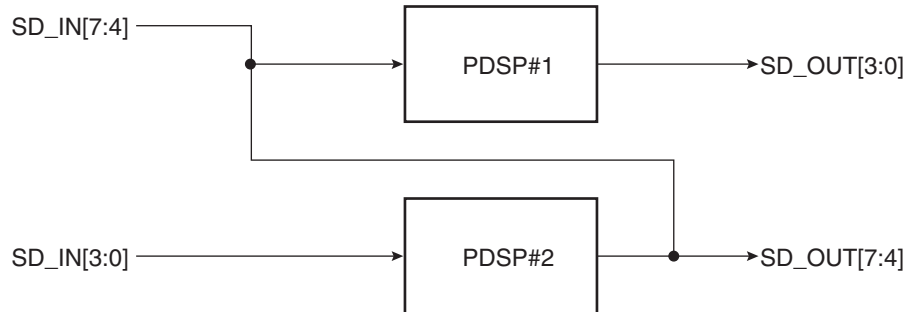 SD_IN[7:4]
PDSP#1
SD_OUT[3:0]
SD_IN[3:0]
PDSP#2
SD_OUT[7:4]